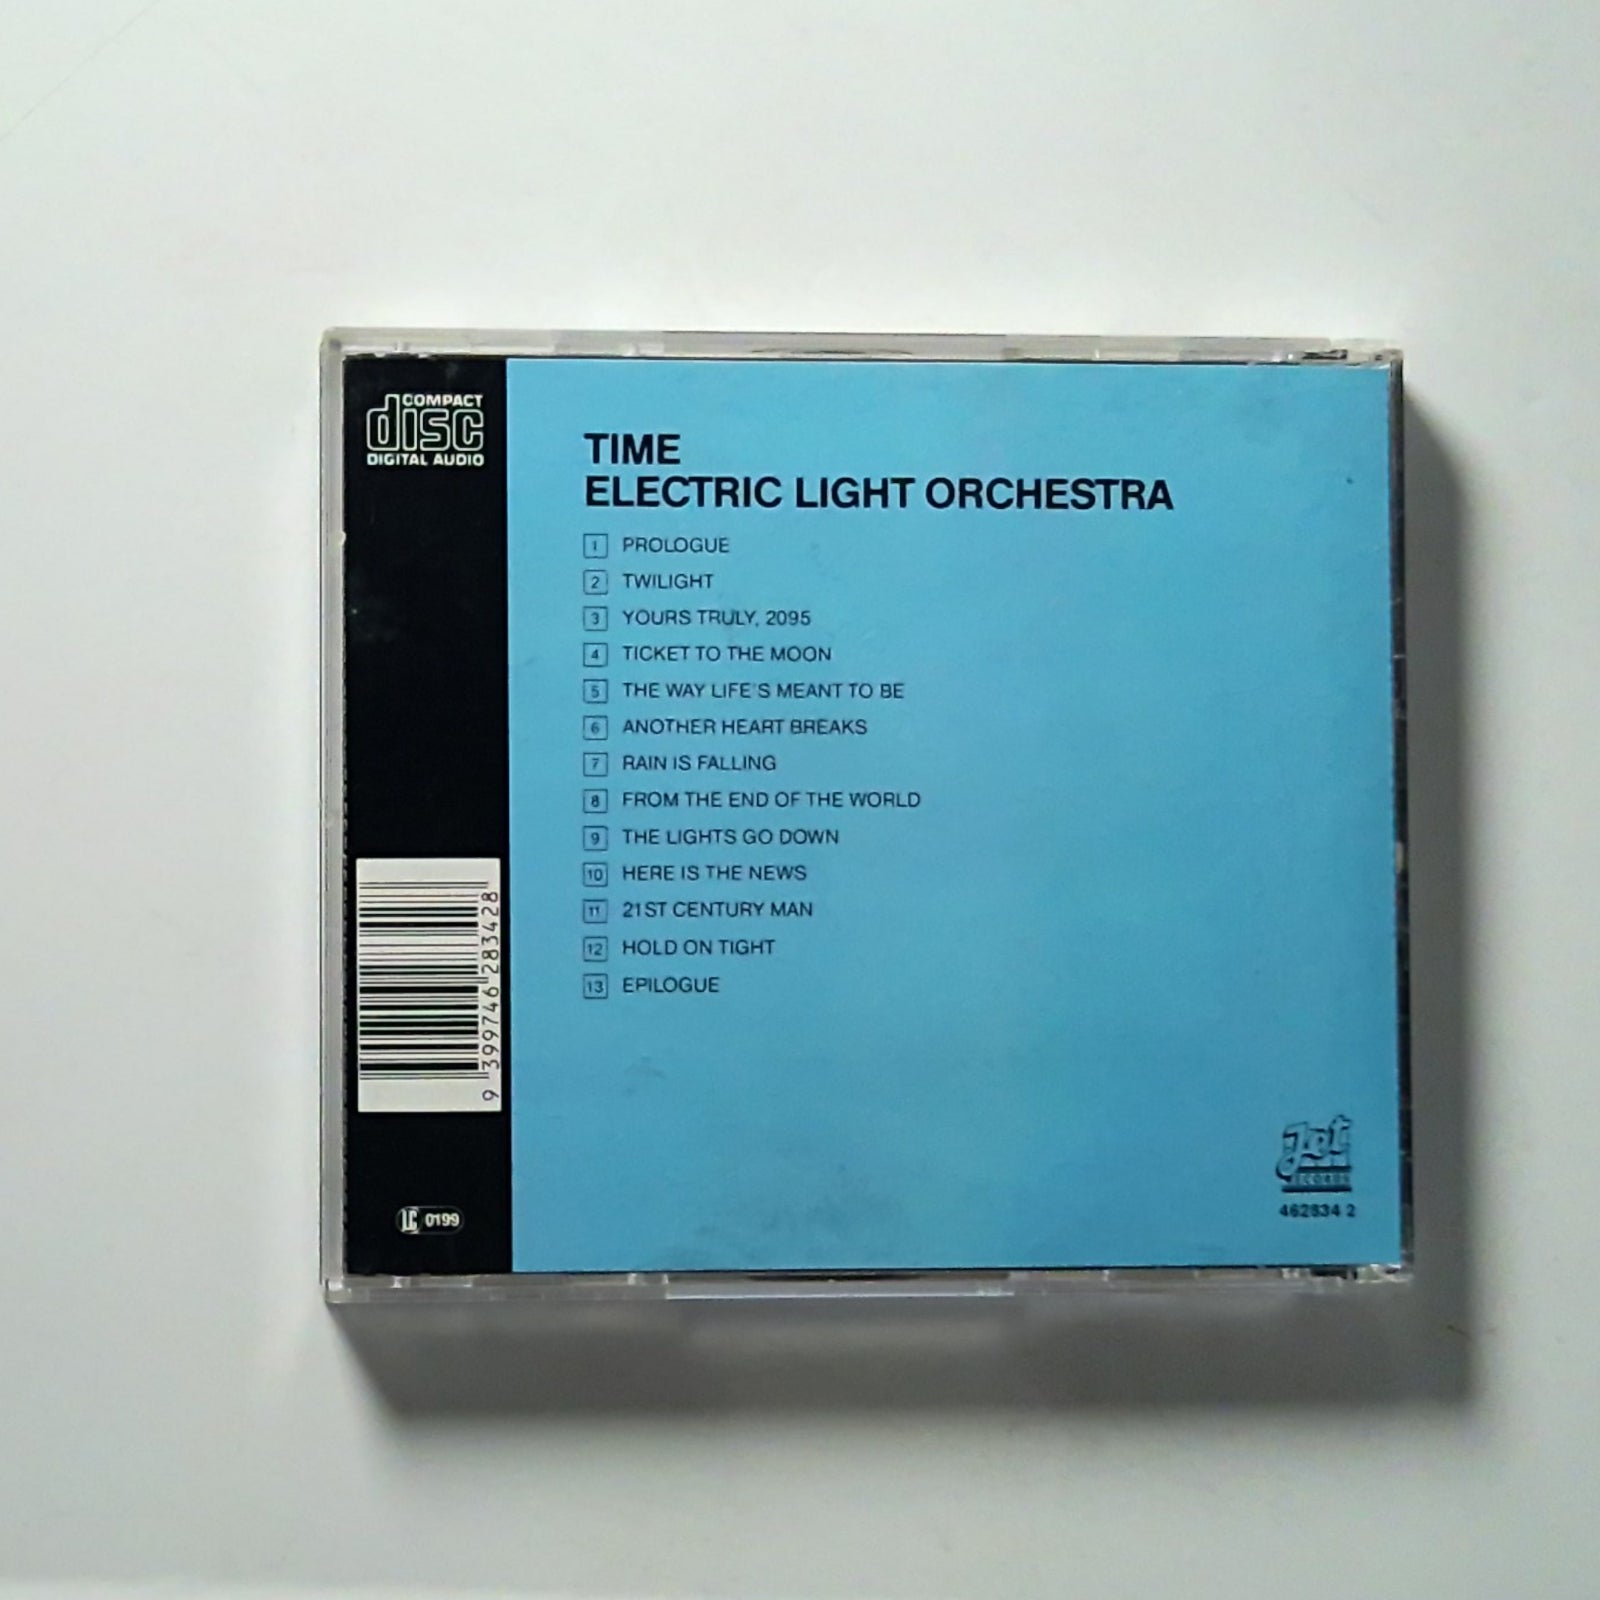 COMPACT
disc
DIGITAL AUDIO
TIME
ELECTRIC LIGHT ORCHESTRA
1 PROLOGUE
2 TWILIGHT
3 YOURS TRULY, 2095
4 TICKET TO THE MOON
5 THE WAY LIFE'S MEANT TO BE
6 ANOTHER HEART BREAKS
7 RAIN IS FALLING
8 FROM THE END OF THE WORLD
9 THE LIGHTS GO DOWN
10 HERE IS THE NEWS
11 21ST CENTURY MAN
12 HOLD ON TIGHT
13 EPILOGUE
9 399746 283428
LC 0199
Jet
RECORDS
462834 2